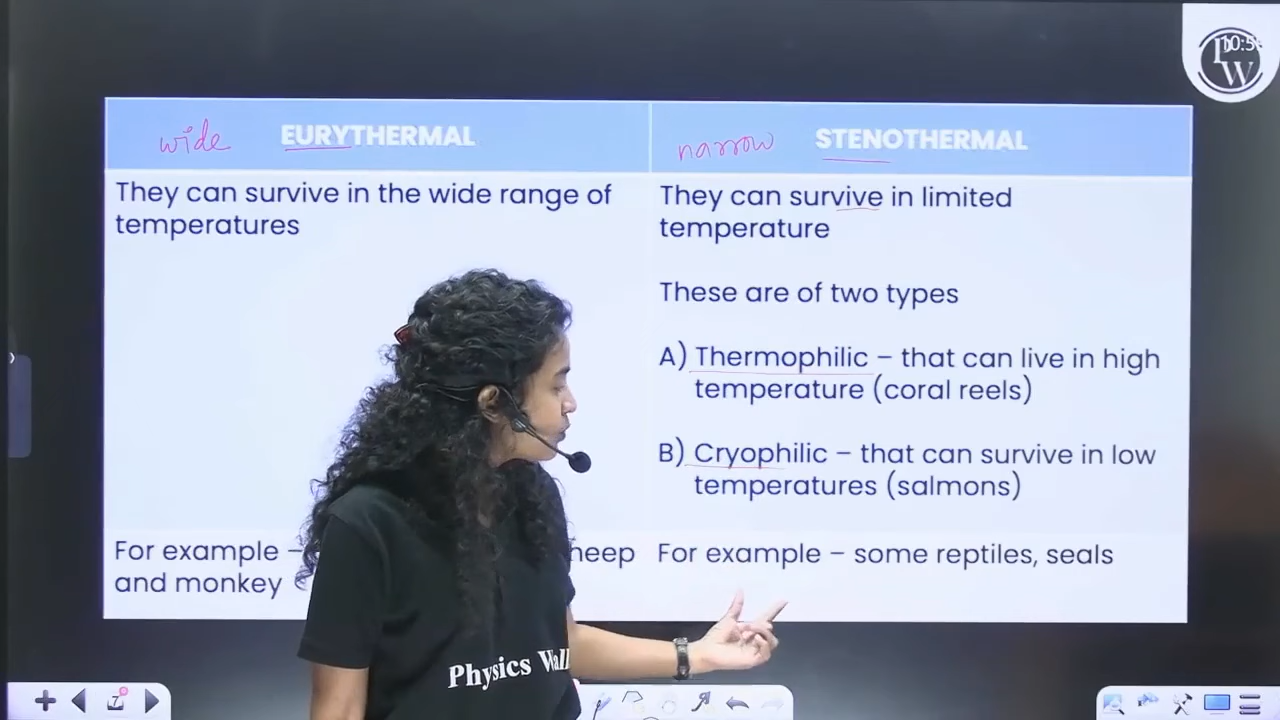 wide EURYTHERMAL
narrow STENOTHERMAL
They can survive in the wide range of
temperatures
They can survive in limited
temperature
These are of two types
A) Thermophilic – that can live in high
temperature (coral reels)
B) Cryophilic – that can survive in low
temperatures (salmons)
For example –
and monkey
For example – some reptiles, seals
Physics
PW